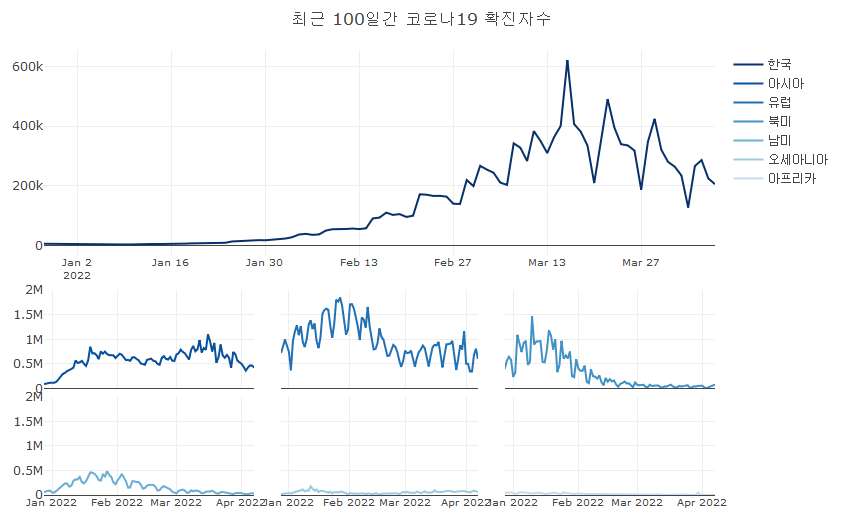 최근 100일간 코로나19 확진자수
600k
400k
200k
0
Jan 2
2022
Jan 16
Jan 30
Feb 13
Feb 27
Mar 13
Mar 27
한국
아시아
유럽
북미
남미
오세아니아
아프리카
2M
1.5M
1M
0.5M
0
2M
1.5M
1M
0.5M
0
Jan 2022
Feb 2022
Mar 2022
Apr 2022
Jan 2022
Feb 2022
Mar 2022
Apr 2022
Jan 2022
Feb 2022
Mar 2022
Apr 2022